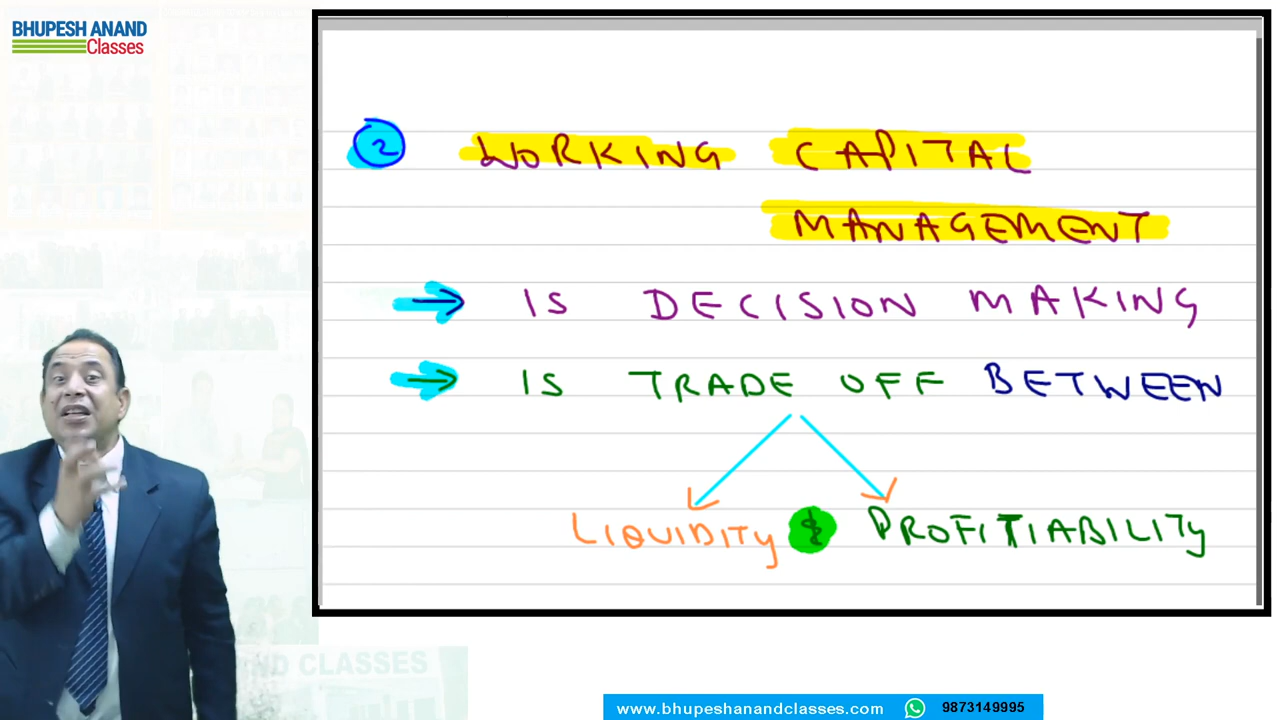 BHUPESH ANAND
Classes
2 WORKING CAPITAL
MANAGEMENT
→ IS DECISION MAKING
→ IS TRADE OFF BETWEEN
LIQUIDITY & PROFITIABILITY
ND CLASSES
www.bhupeshanandclasses.com 9873149995